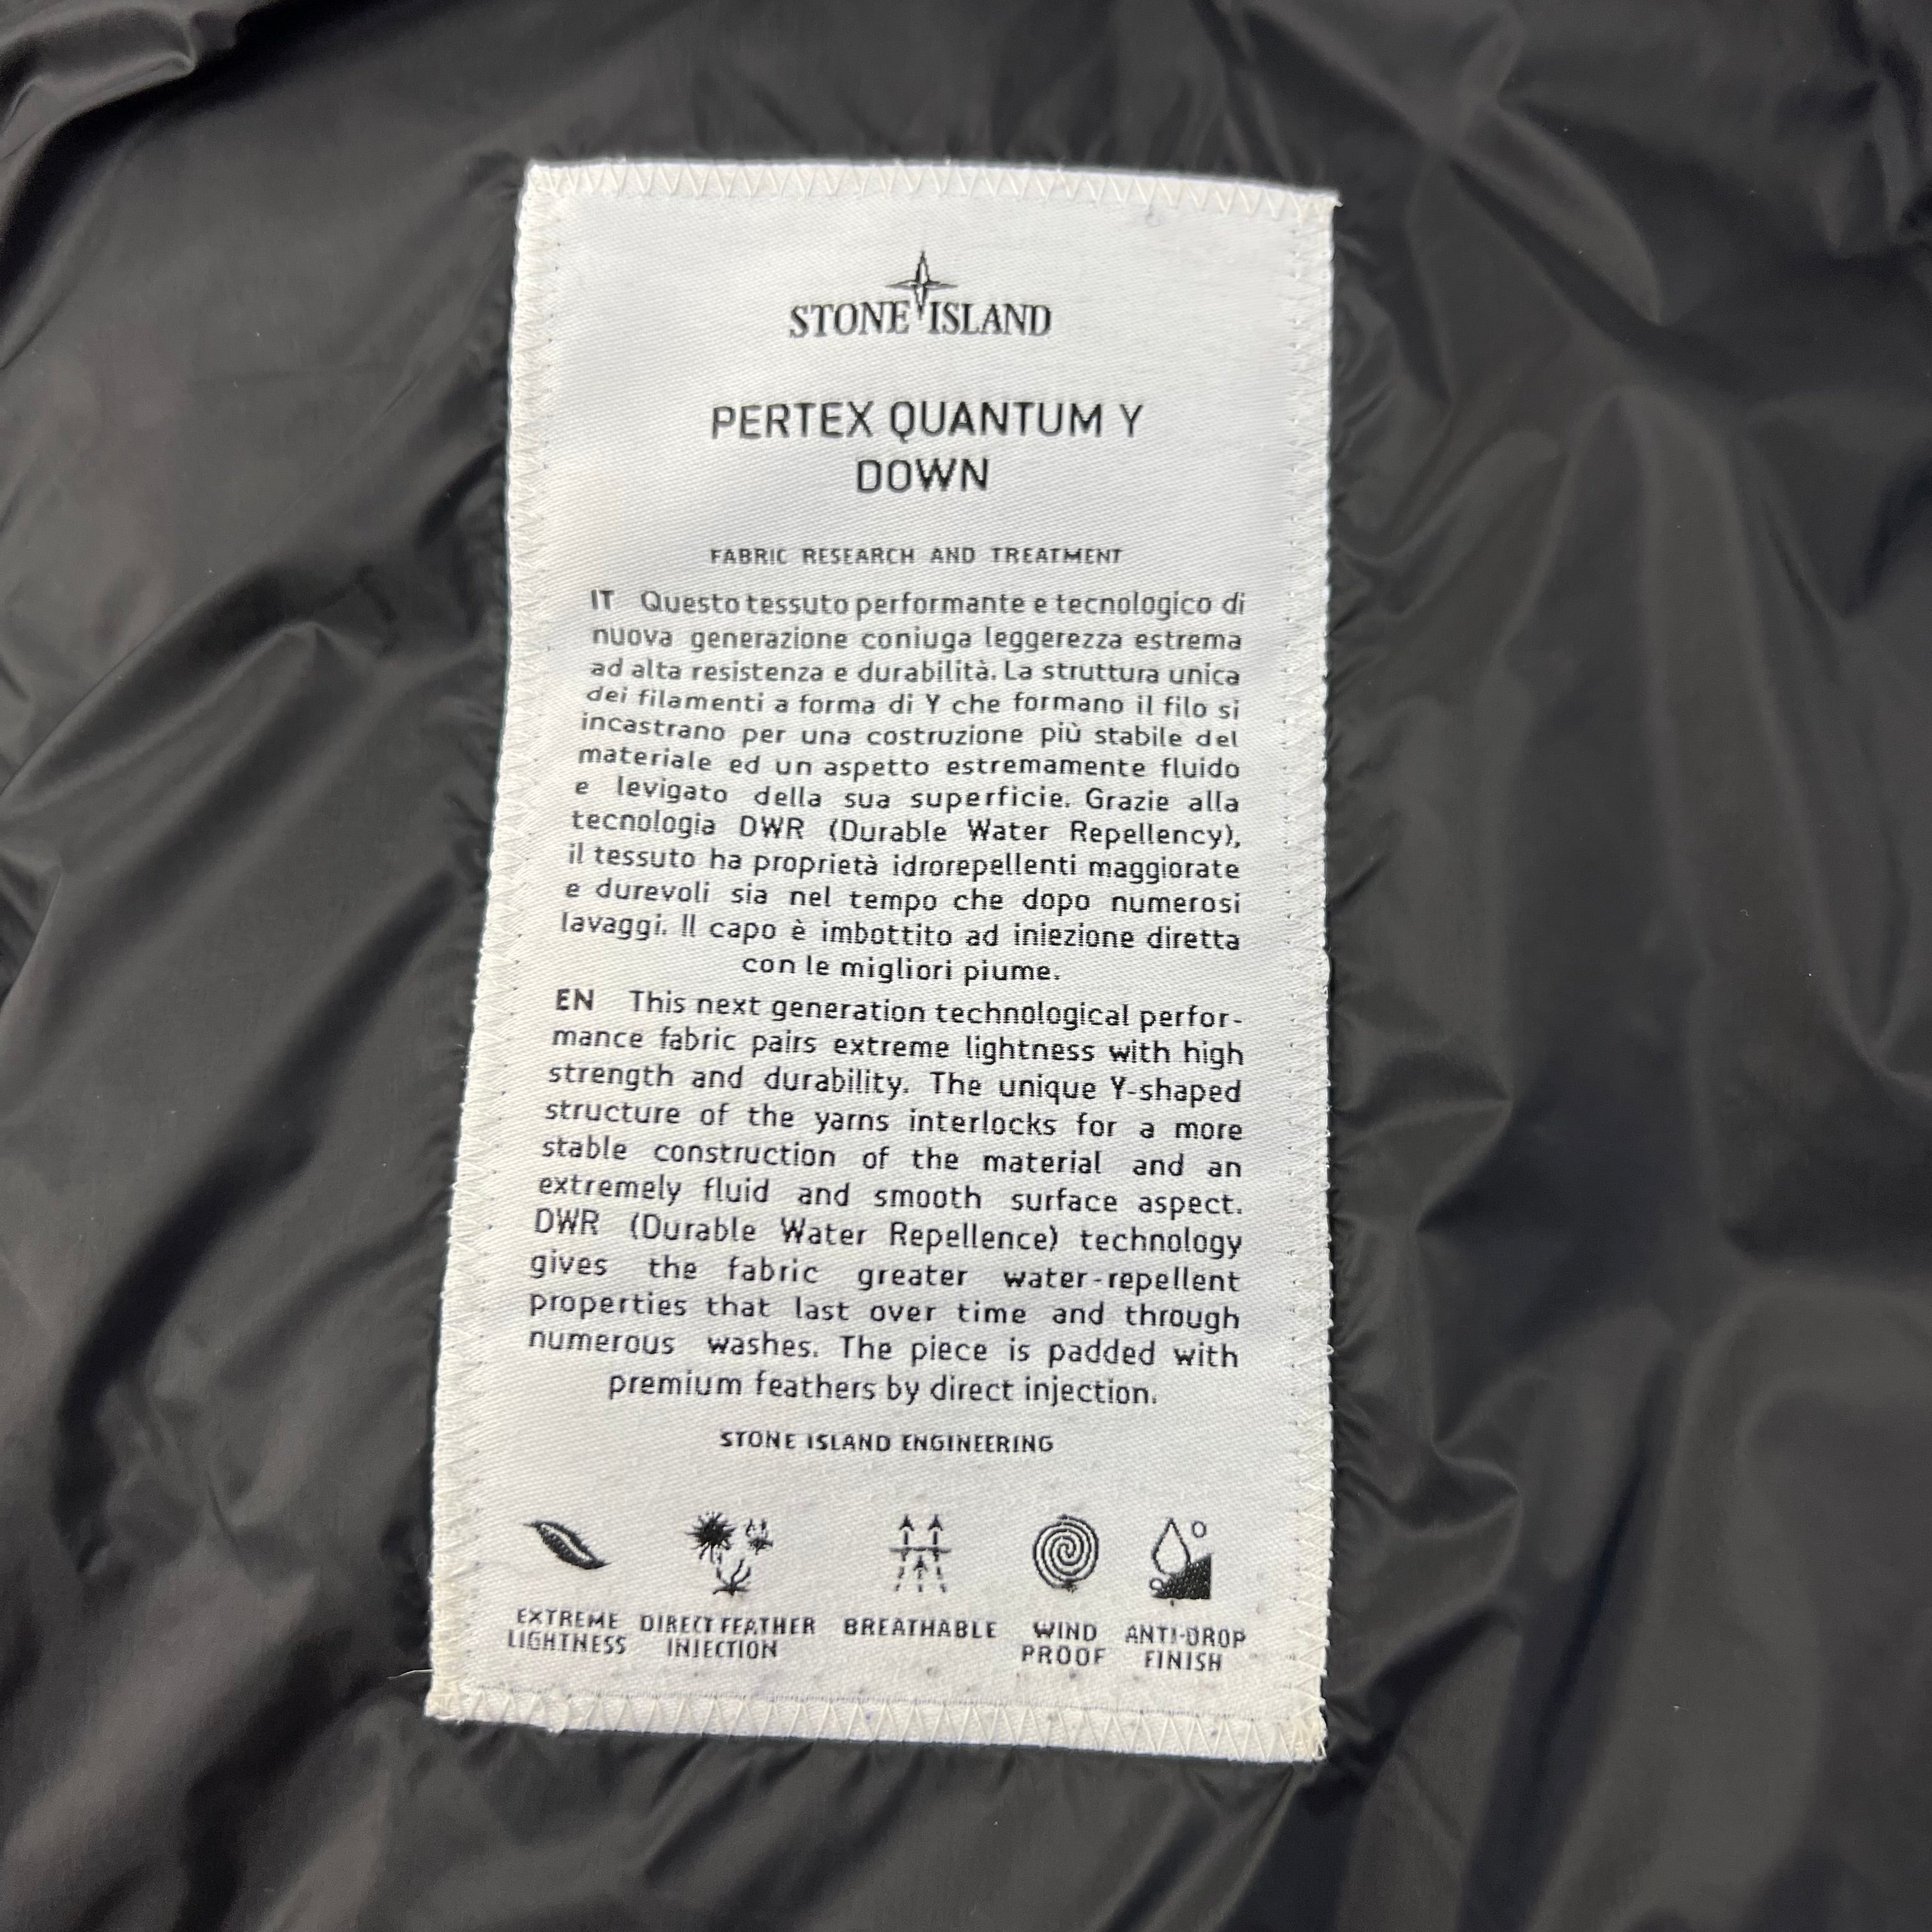 STONE ISLAND
PERTEX QUANTUM Y
DOWN
FABRIC RESEARCH AND TREATMENT
IT Questo tessuto performante e tecnologico di
nuova generazione coniuga leggerezza estrema
ad alta resistenza e durabilità. La struttura unica
dei filamenti a forma di Y che formano il filo si
incastrano per una costruzione più stabile del
materiale ed un aspetto estremamente fluido
e levigato della sua superficie. Grazie alla
tecnologia DWR (Durable Water Repellency),
il tessuto ha proprietà idrorepellenti maggiorate
e durevoli sia nel tempo che dopo numerosi
lavaggi. Il capo è imbottito ad iniezione diretta
con le migliori piume.
EN This next generation technological perfor-
mance fabric pairs extreme lightness with high
strength and durability. The unique Y-shaped
structure of the yarns interlocks for a more
stable construction of the material and an
extremely fluid and smooth surface aspect.
DWR (Durable Water Repellence) technology
gives the fabric greater water-repellent
properties that last over time and through
numerous washes. The piece is padded with
premium feathers by direct injection.
STONE ISLAND ENGINEERING
EXTREME
LIGHTNESS
DIRECT FEATHER
INJECTION
BREATHABLE
WIND
PROOF
ANTI-DROP
FINISH